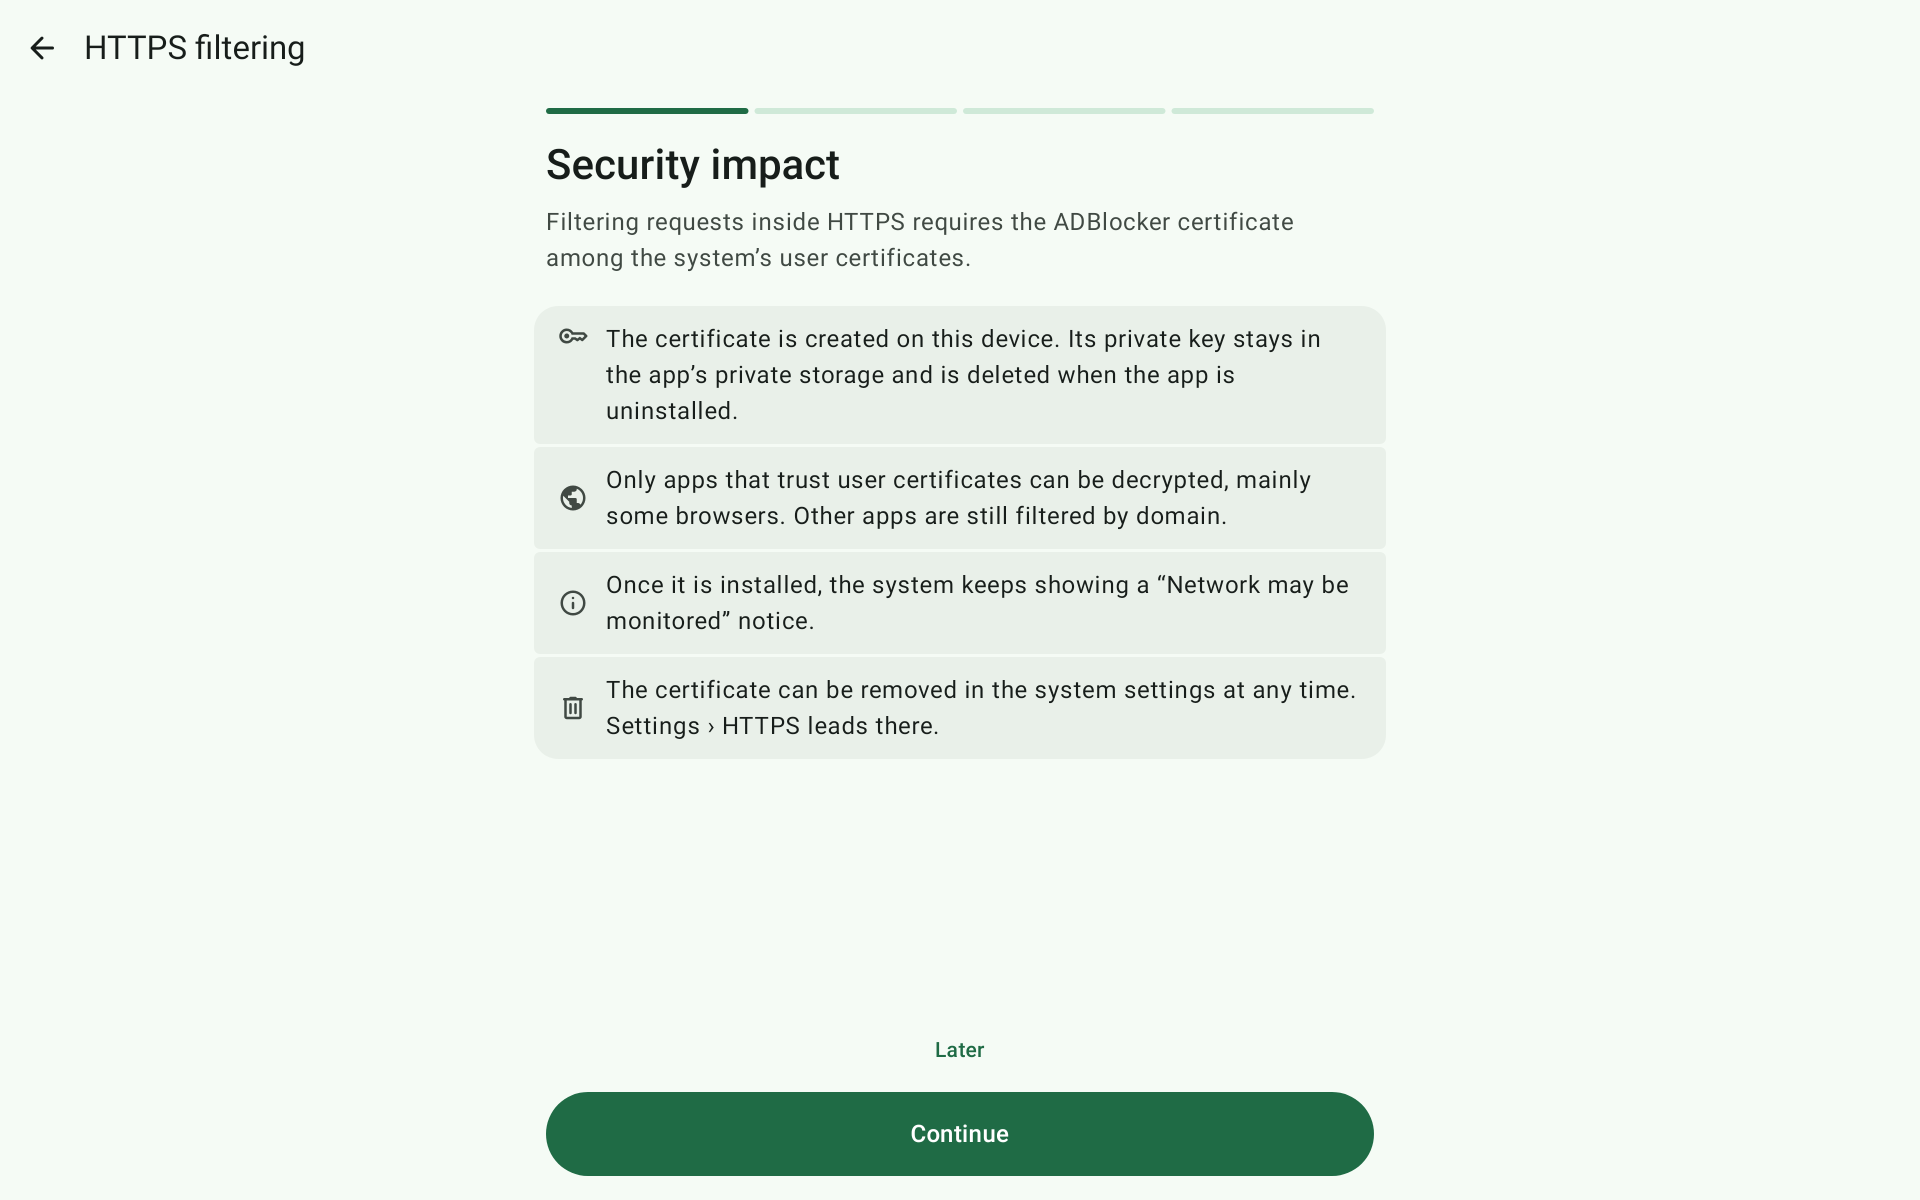 HTTPS filtering
Security impact
Filtering requests inside HTTPS requires the ADBlocker certificate
among the system’s user certificates.
The certificate is created on this device. Its private key stays in
the app’s private storage and is deleted when the app is
uninstalled.
Only apps that trust user certificates can be decrypted, mainly
some browsers. Other apps are still filtered by domain.
Once it is installed, the system keeps showing a “Network may be
monitored” notice.
The certificate can be removed in the system settings at any time.
Settings › HTTPS leads there.
Later
Continue